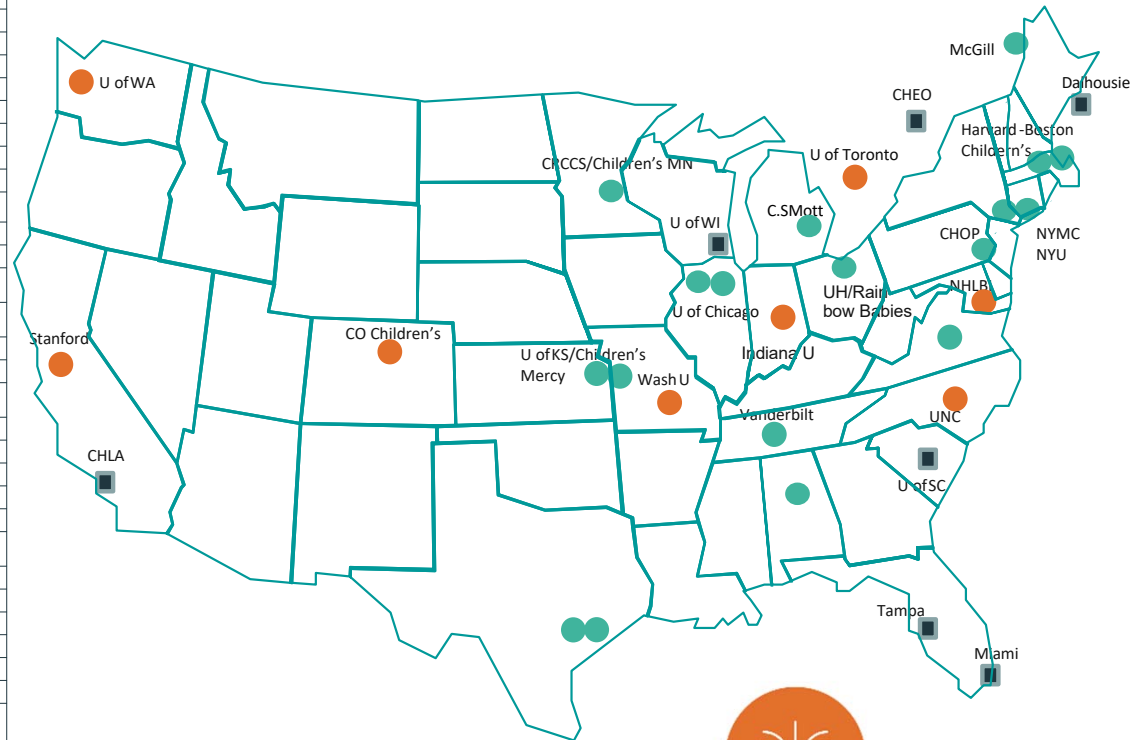 McGill
Dalhousie
U of WA
CHEO
Harvard -Boston
Childern's
U of Toronto
CRCCS/Children's MN
C.SMott
U of WI
CHOP
NYMC
NYU
NHLB
UH/Rain
bow Babies
U of Chicago
Stanford
CO Children's
U of KS/Children's
Mercy
Indiana U
Wash U
Vanderbilt
UNC
CHLA
U of SC
Tampa
Miami